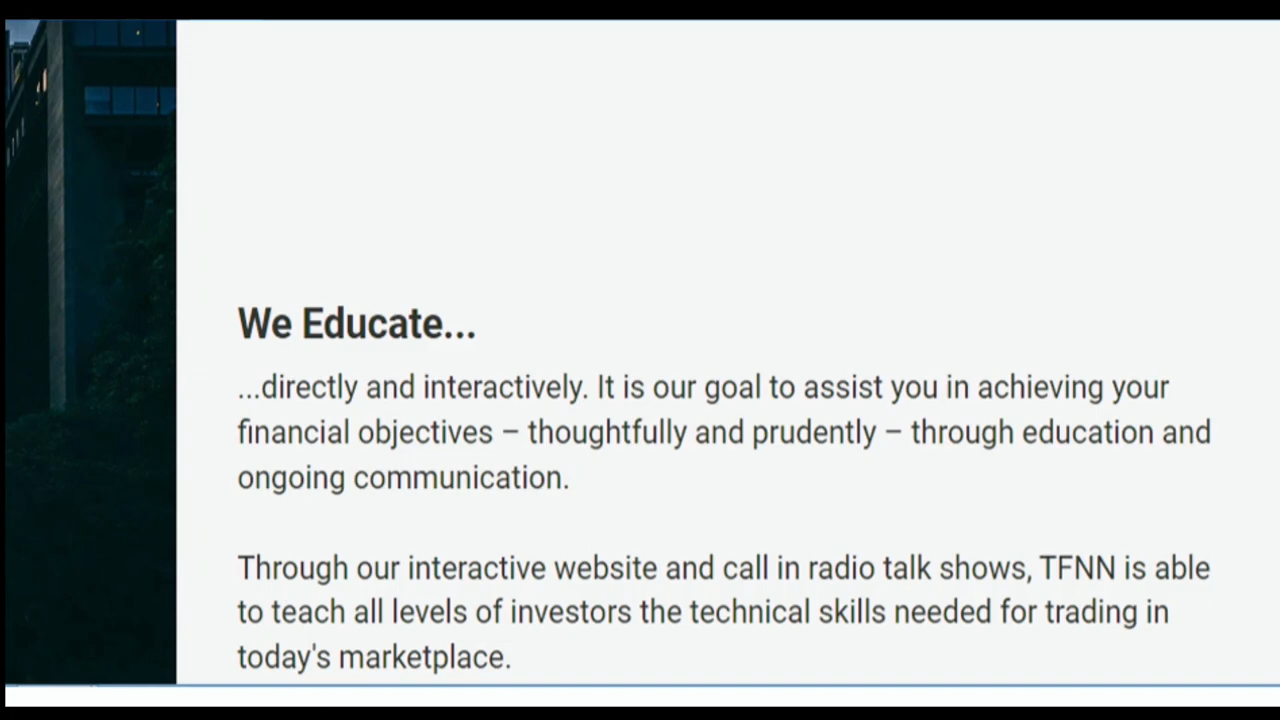 We Educate...
...directly and interactively. It is our goal to assist you in achieving your
financial objectives – thoughtfully and prudently – through education and
ongoing communication.
Through our interactive website and call in radio talk shows, TFNN is able
to teach all levels of investors the technical skills needed for trading in
today's marketplace.